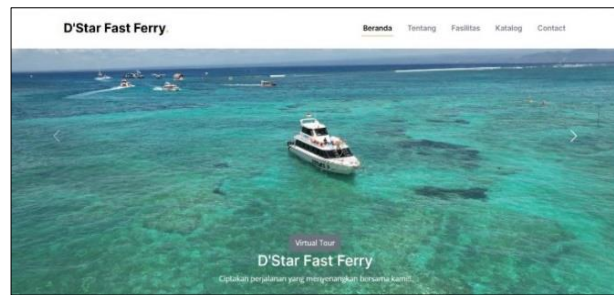 D'Star Fast Ferry.
Beranda Tentang Fasilitas Katalog Contact
Virtual Tour
D'Star Fast Ferry
Ciptakan perjalanan yang menyenangkan bersama kami!.